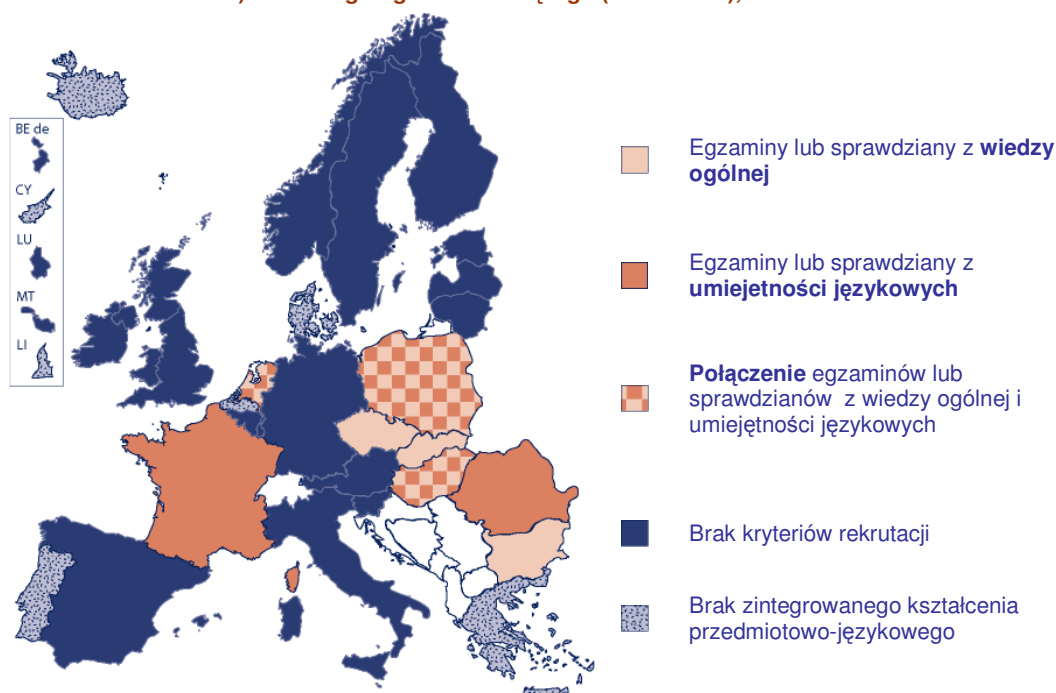 BE de
CY
LU
MT
LI
Egzaminy lub sprawdziany z wiedzy
ogólnej
Egzaminy lub sprawdziany z
umiejetności językowych
Połączenie egzaminów lub
sprawdzianów z wiedzy ogólnej i
umiejętności językowych
Brak kryteriów rekrutacji
Brak zintegrowanego kształcenia
przedmiotowo-językowego